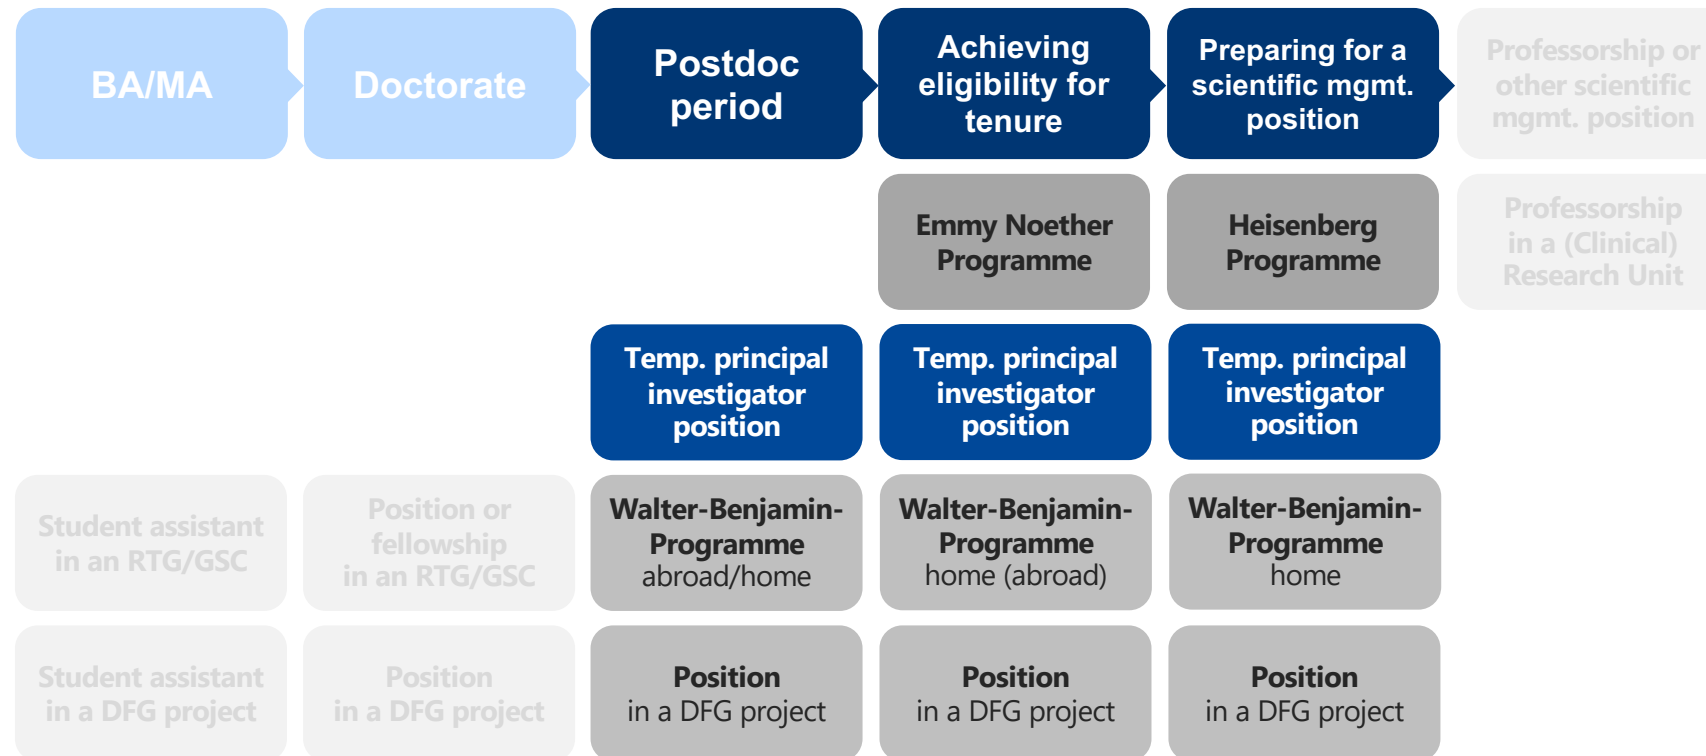 BA/MA
Doctorate
Postdoc
period
Achieving
eligibility for
tenure
Preparing for a
scientific mgmt.
position
Professorship or
other scientific
mgmt. position
Emmy Noether
Programme
Heisenberg
Programme
Professorship
in a (Clinical)
Research Unit
Temp. principal
investigator
position
Temp. principal
investigator
position
Temp. principal
investigator
position
Student assistant
in an RTG/GSC
Position or
fellowship
in an RTG/GSC
Walter-Benjamin-
Programme
abroad/home
Walter-Benjamin-
Programme
home (abroad)
Walter-Benjamin-
Programme
home
Student assistant
in a DFG project
Position
in a DFG project
Position
in a DFG project
Position
in a DFG project
Position
in a DFG project